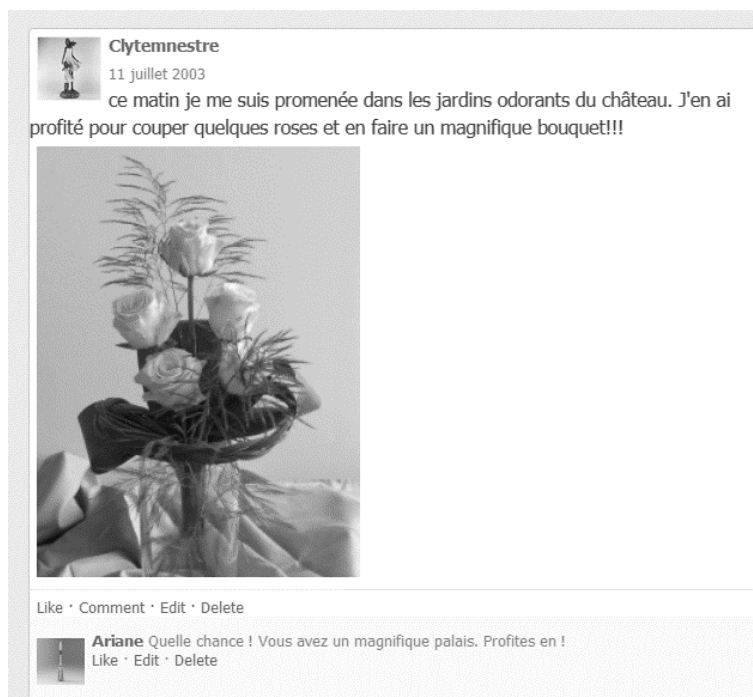 Clytemnestre
11 juillet 2003
ce matin je me suis promenée dans les jardins odorants du château. J'en ai
profité pour couper quelques roses et en faire un magnifique bouquet!!!
Like · Comment · Edit · Delete
Ariane Quelle chance ! Vous avez un magnifique palais. Profites en !
Like · Edit · Delete